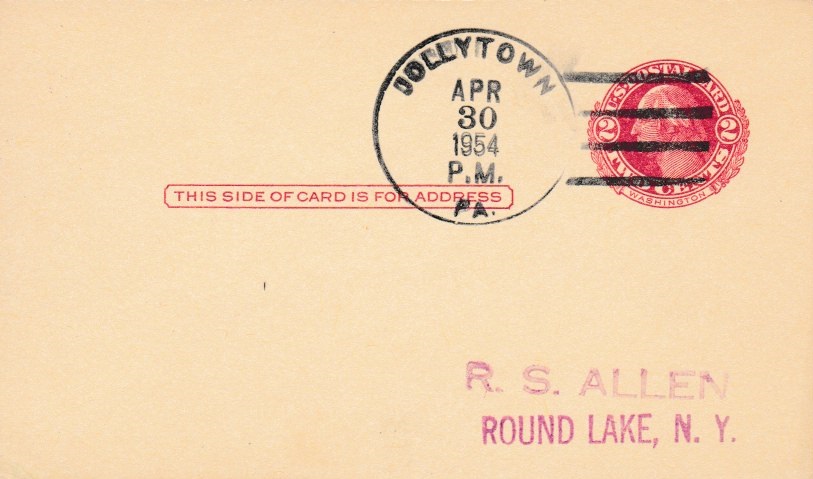 JOLLYTOWN
APR
30
1954
P.M.
PA.
U.S. POSTAL CARD
2 2
CENTS
WASHINGTON
THIS SIDE OF CARD IS FOR ADDRESS
R. S. ALLEN
ROUND LAKE, N. Y.